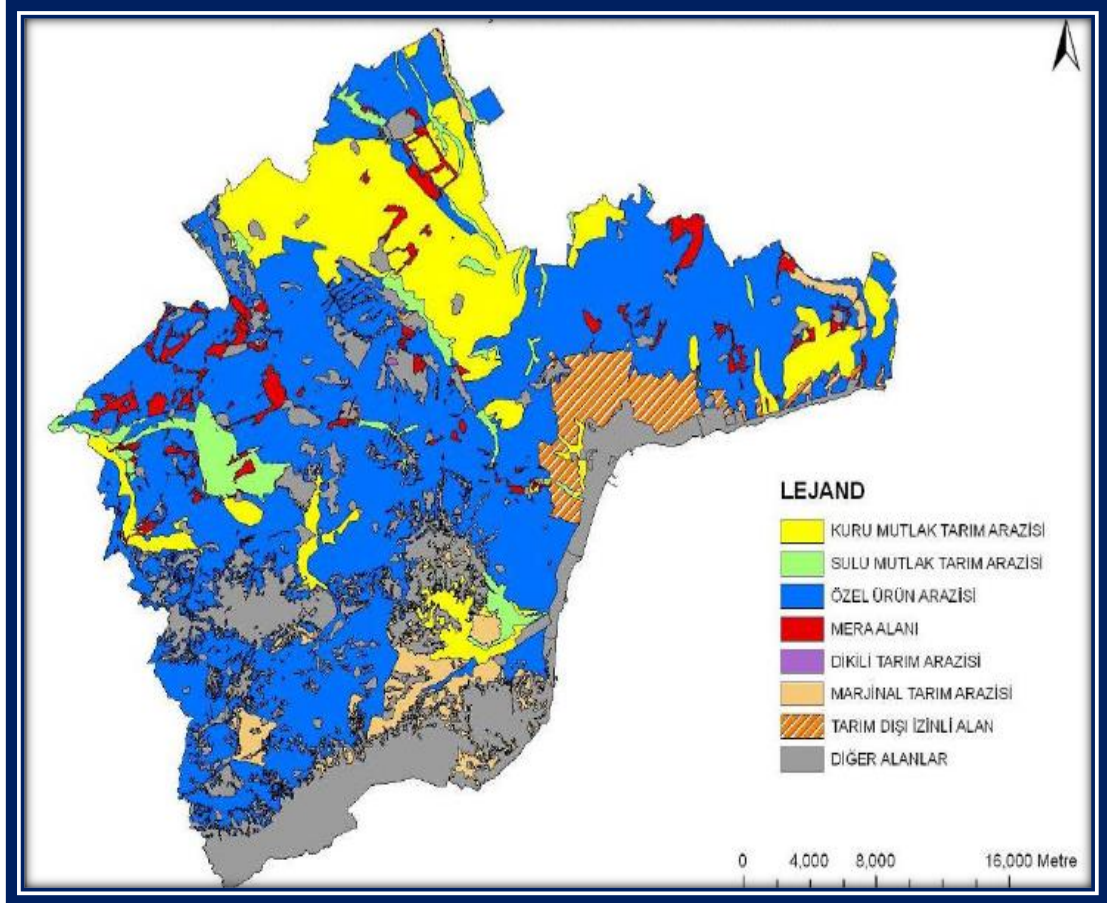 LEJAND
KURU MUTLAK TARIM ARAZİSİ
SULU MUTLAK TARIM ARAZİSİ
ÖZEL ÜRÜN ARAZİSİ
MERA ALANI
DİKİLİ TARIM ARAZİSİ
MARJİNAL TARIM ARAZİSİ
TARIM DIŞI İZİNLİ ALAN
DİĞER ALANLAR
0 4,000 8,000 16,000 Metre